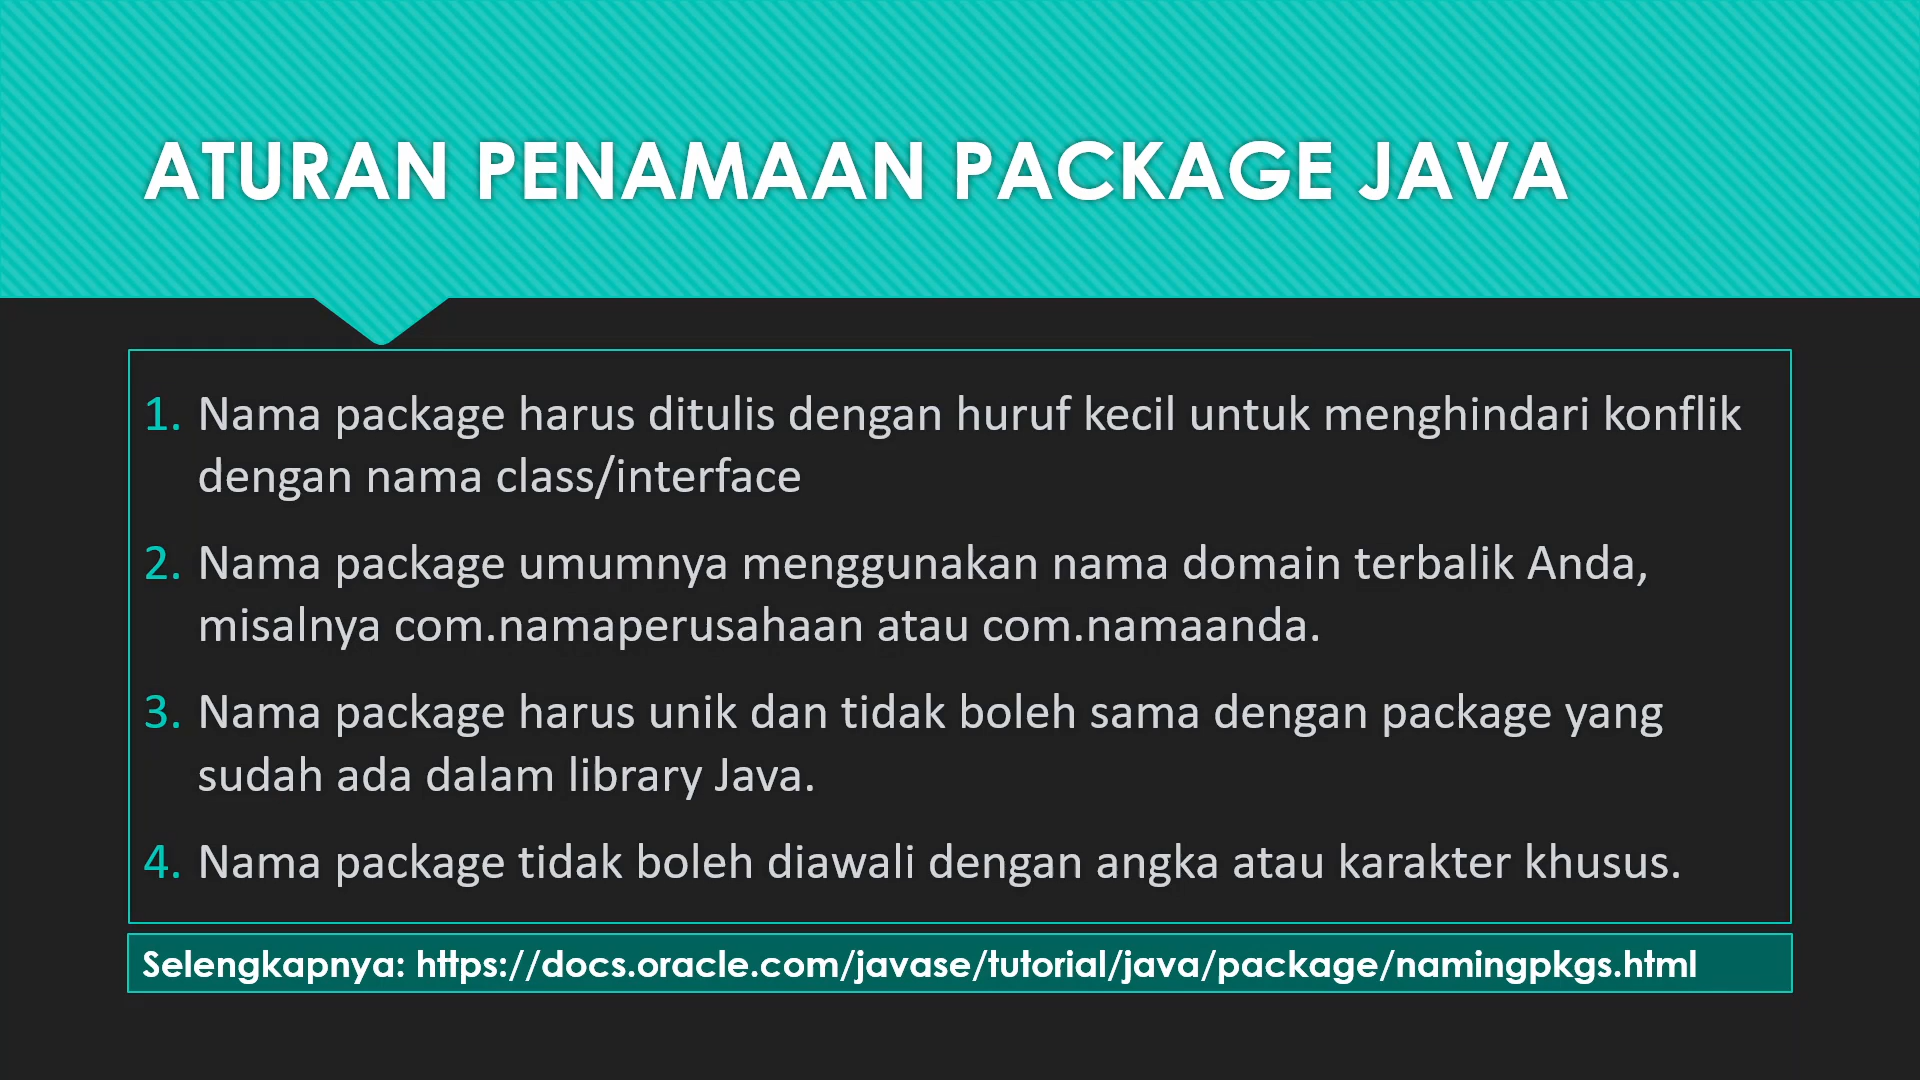 ATURAN PENAMAAN PACKAGE JAVA
1. Nama package harus ditulis dengan huruf kecil untuk menghindari konflik
dengan nama class/interface
2. Nama package umumnya menggunakan nama domain terbalik Anda,
misalnya com.namaperusahaan atau com.namaanda.
3. Nama package harus unik dan tidak boleh sama dengan package yang
sudah ada dalam library Java.
4. Nama package tidak boleh diawali dengan angka atau karakter khusus.
Selengkapnya: https://docs.oracle.com/javase/tutorial/java/package/namingpkgs.html